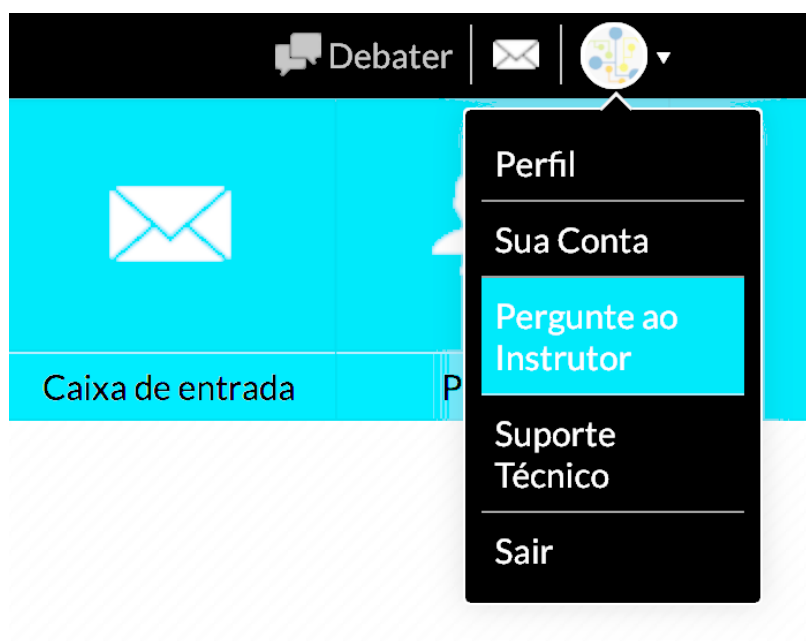 Debater
Perfil
Sua Conta
Pergunte ao
Instrutor
Caixa de entrada
P
Suporte
Técnico
Sair